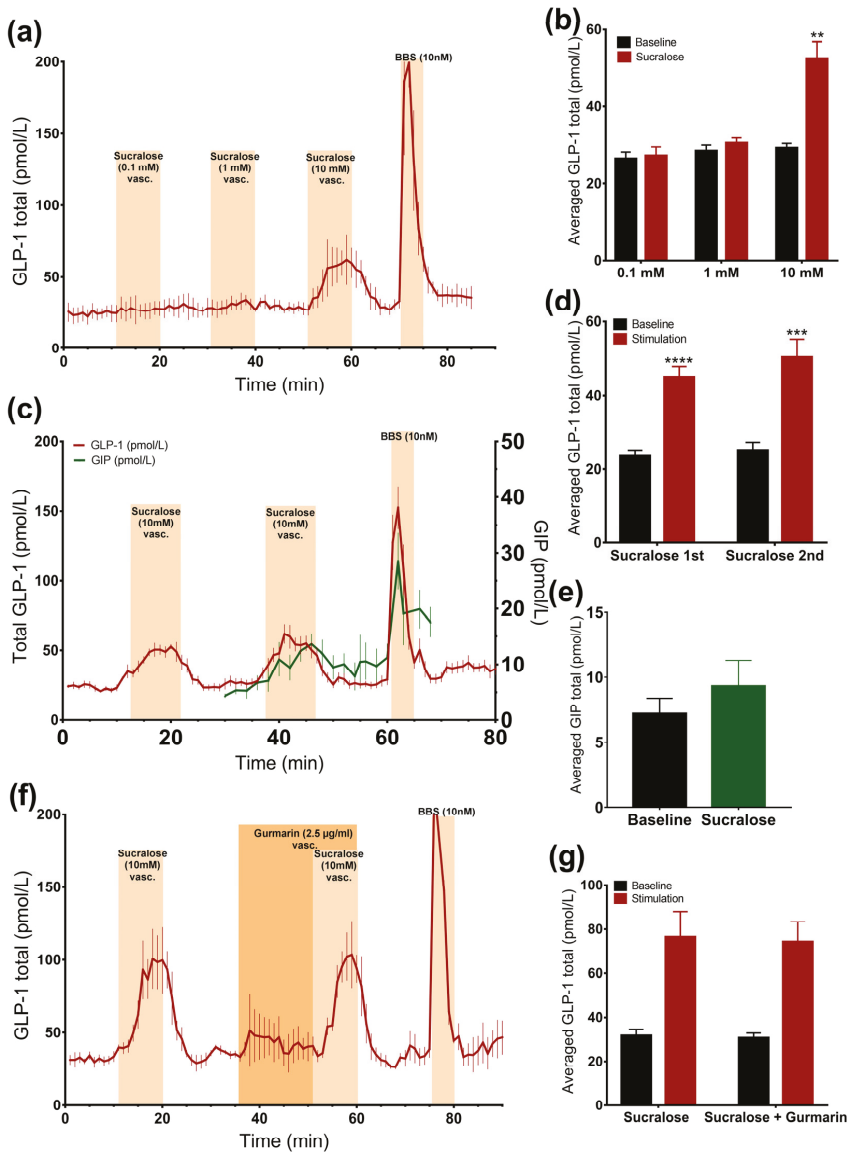 (a)
GLP-1 total (pmol/L)
200
150
100
50
0
Sucralose
(0.1 mM)
vasc.
Sucralose
(1 mM)
vasc.
Sucralose
(10 mM)
vasc.
BBS (10nM)
0
20
40
60
80
Time (min)
(b)
Averaged GLP-1 total (pmol/L)
60
40
20
0
Baseline
Sucralose
**
0.1 mM
1 mM
10 mM
(c)
Total GLP-1 (pmol/L)
200
150
100
50
0
GLP-1 (pmol/L)
GIP (pmol/L)
Sucralose
(10mM)
vasc.
Sucralose
(10mM)
vasc.
BBS (10nM)
50
40
30
20
10
0
GIP (pmol/L)
0
20
40
60
80
Time (min)
(d)
Averaged GLP-1 total (pmol/L)
60
40
20
0
Baseline
Stimulation
****
***
Sucralose 1st
Sucralose 2nd
(e)
Averaged GIP total (pmol/L)
15
10
5
0
Baseline
Sucralose
(f)
GLP-1 total (pmol/L)
200
150
100
50
0
Sucralose
(10mM)
vasc.
Gurmarin (2.5 µg/ml)
vasc.
Sucralose
(10mM)
vasc.
BBS (10nM)
0
20
40
60
80
Time (min)
(g)
Averaged GLP-1 total (pmol/L)
80
60
40
20
0
Baseline
Stimulation
Sucralose
Sucralose + Gurmarin